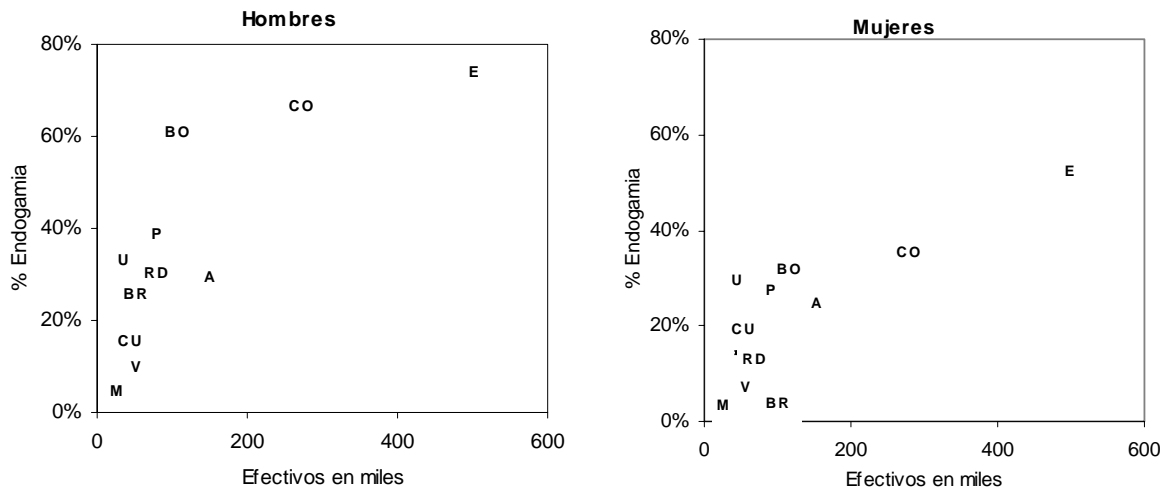 Hombres
80%
60%
40%
20%
0%
% Endogamia
E
CO
BO
P
U
RD
A
BR
CU
V
M
0 200 400 600
Efectivos en miles
Mujeres
80%
60%
40%
20%
0%
% Endogamia
E
CO
BO
U
P
A
CU
RD
V
M
BR
0 200 400 600
Efectivos en miles